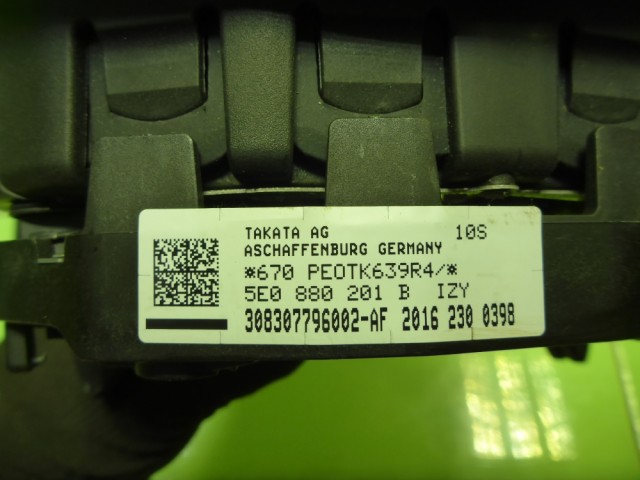 TAKATA AG 10S
ASCHAFFENBURG GERMANY
*670 PEOTK639R4/*
5E0 880 201 B IZY
308307796002-AF 2016 230 0398